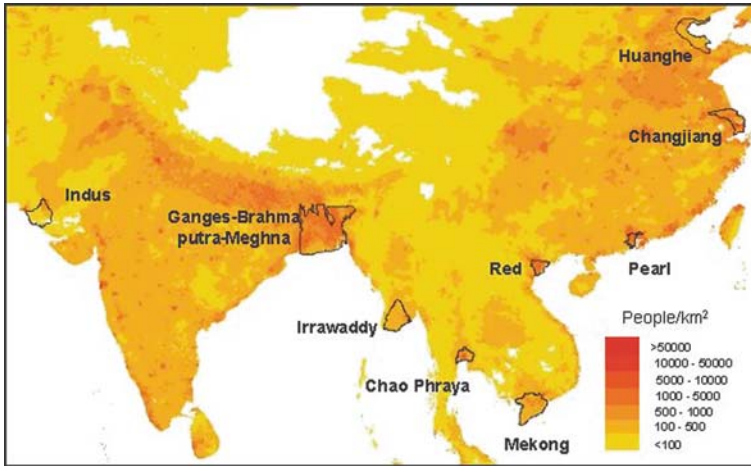 Huanghe
Changjiang
Indus
Ganges-Brahma
putra-Meghna
Red
Pearl
Irrawaddy
Chao Phraya
Mekong
People/km²
>50000
10000 - 50000
5000 - 10000
1000 - 5000
500 - 1000
100 - 500
<100